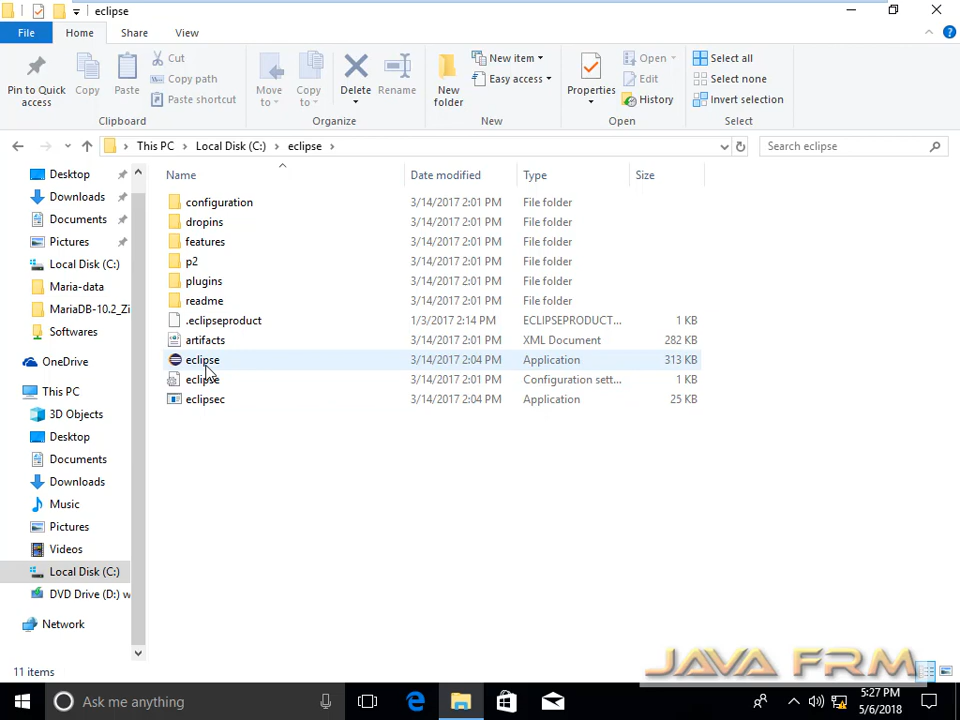 eclipse
File Home Share View
Pin to Quick access
Copy
Paste
Cut
Copy path
Paste shortcut
Move to
Copy to
Delete
Rename
New folder
New item
Easy access
Properties
Open
Edit
History
Select all
Select none
Invert selection
Clipboard Organize New Open Select
This PC > Local Disk (C:) > eclipse >
Search eclipse
Name Date modified Type Size
configuration 3/14/2017 2:01 PM File folder
dropins 3/14/2017 2:01 PM File folder
features 3/14/2017 2:01 PM File folder
p2 3/14/2017 2:01 PM File folder
plugins 3/14/2017 2:01 PM File folder
readme 3/14/2017 2:01 PM File folder
.eclipseproduct 1/3/2017 2:14 PM ECLIPSEPRODUCT... 1 KB
artifacts 3/14/2017 2:01 PM XML Document 282 KB
eclipse 3/14/2017 2:04 PM Application 313 KB
eclipse 3/14/2017 2:01 PM Configuration sett... 1 KB
eclipsec 3/14/2017 2:04 PM Application 25 KB
Desktop
Downloads
Documents
Pictures
Local Disk (C:)
Maria-data
MariaDB-10.2_Zi
Softwares
OneDrive
This PC
3D Objects
Desktop
Documents
Downloads
Music
Pictures
Videos
Local Disk (C:)
DVD Drive (D:) w
Network
11 items
JAVA FRM
Ask me anything
5:27 PM
5/6/2018